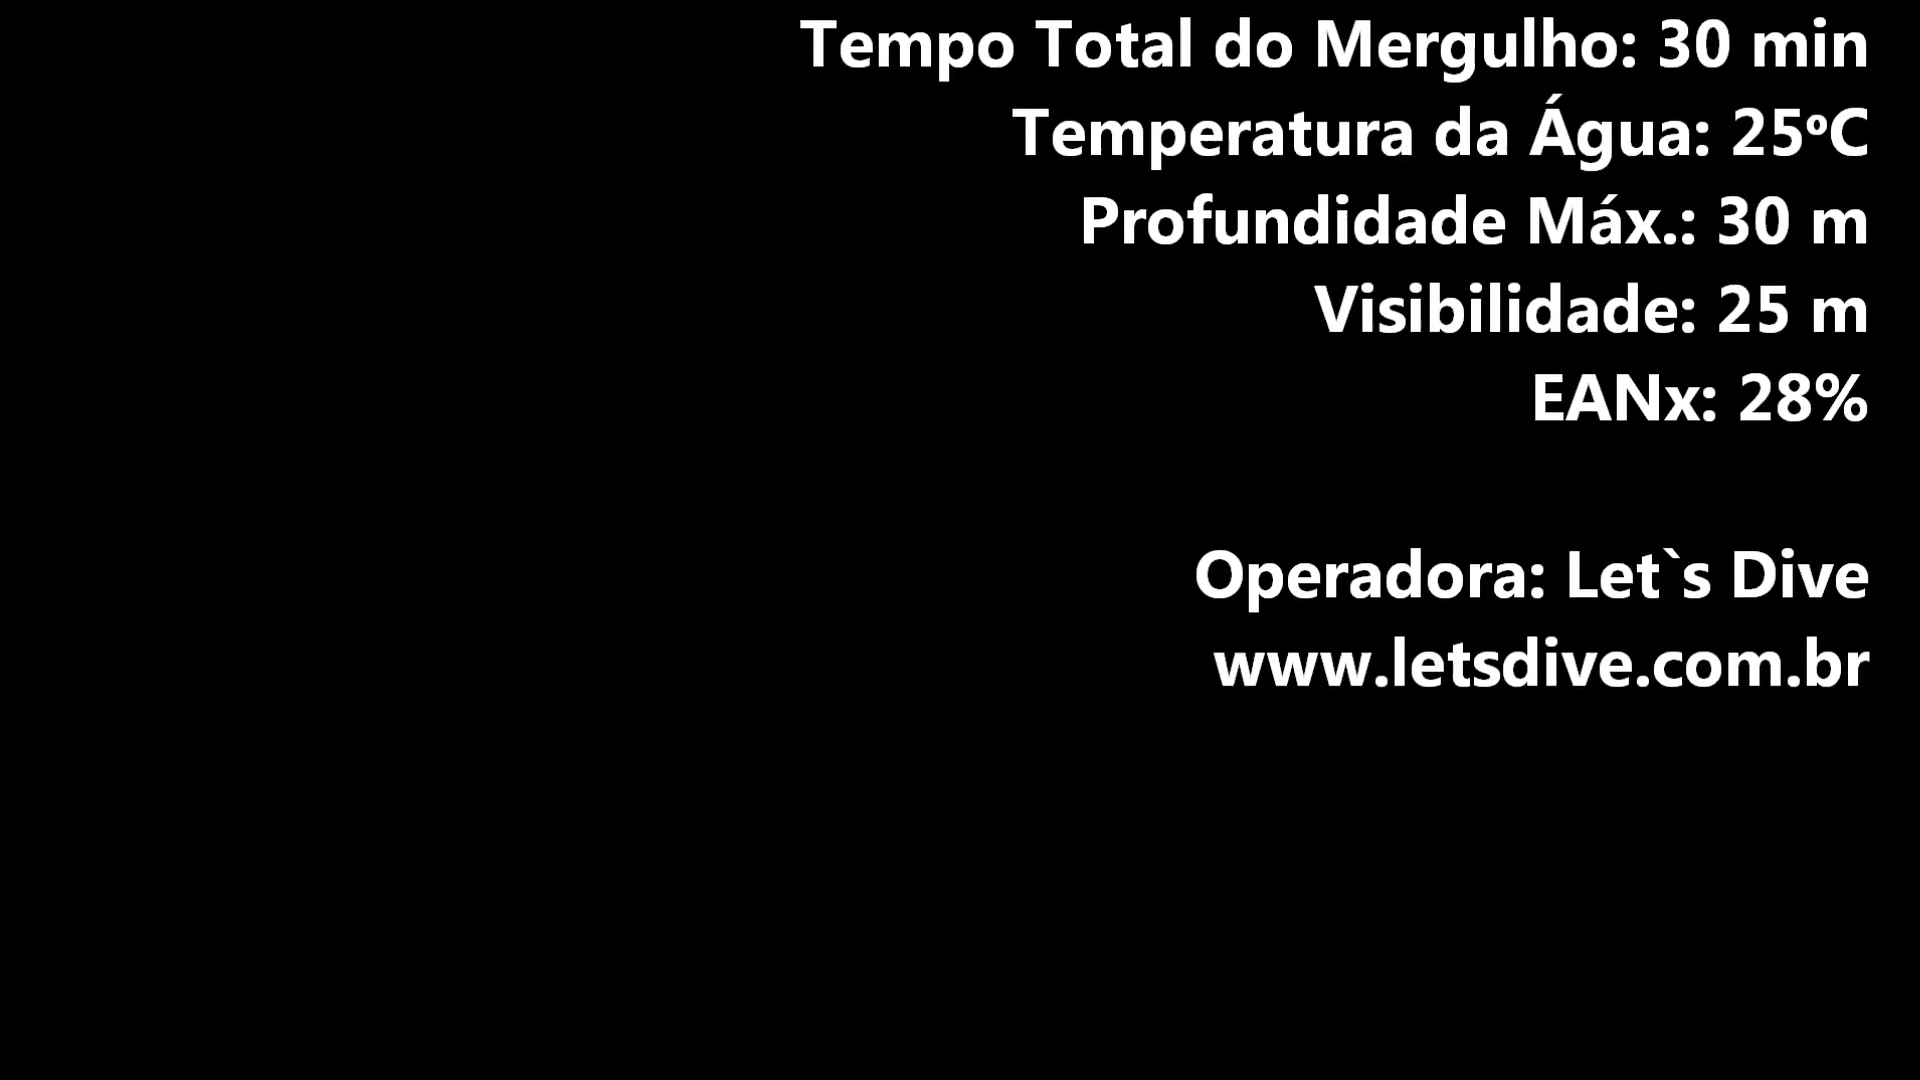 Tempo Total do Mergulho: 30 min
Temperatura da Água: 25ºC
Profundidade Máx.: 30 m
Visibilidade: 25 m
EANx: 28%
Operadora: Let`s Dive
www.letsdive.com.br